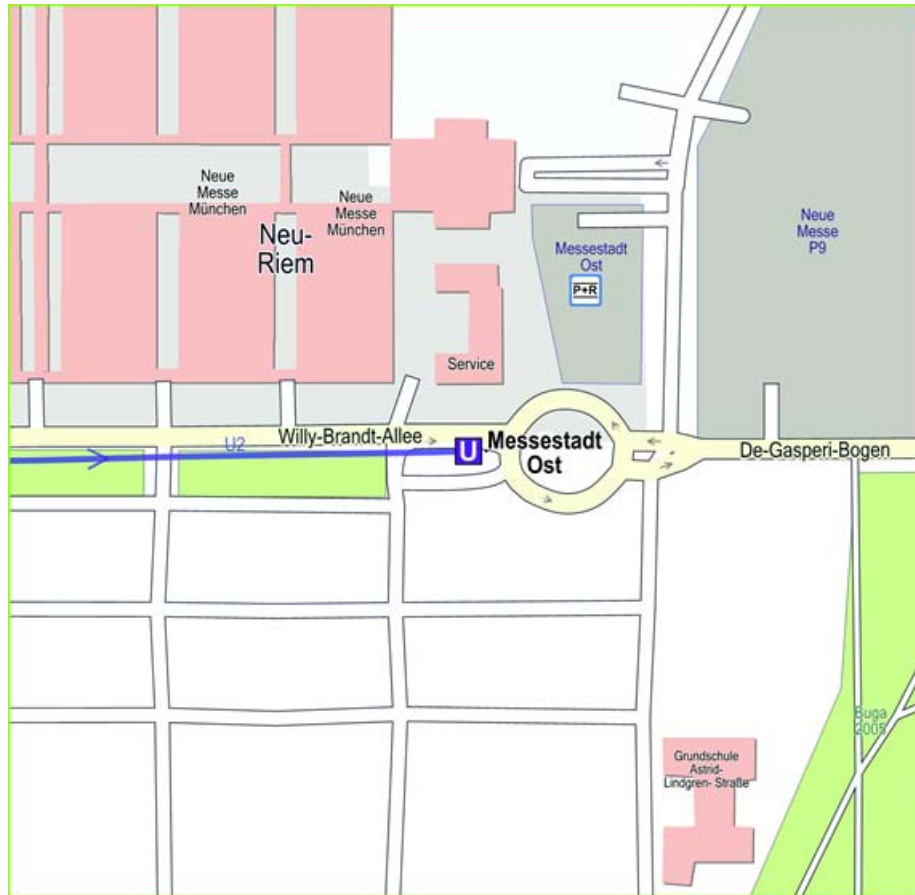 Neue
Messe
München
Neue
Messe
München
Neu-
Riem
Neue
Messe
P9
Messestadt
Ost
P+R
Service
Willy-Brandt-Allee
U2
U
Messestadt
Ost
De-Gasperi-Bogen
Buga
2005
Grundschule
Astrid-
Lindgren- Straße